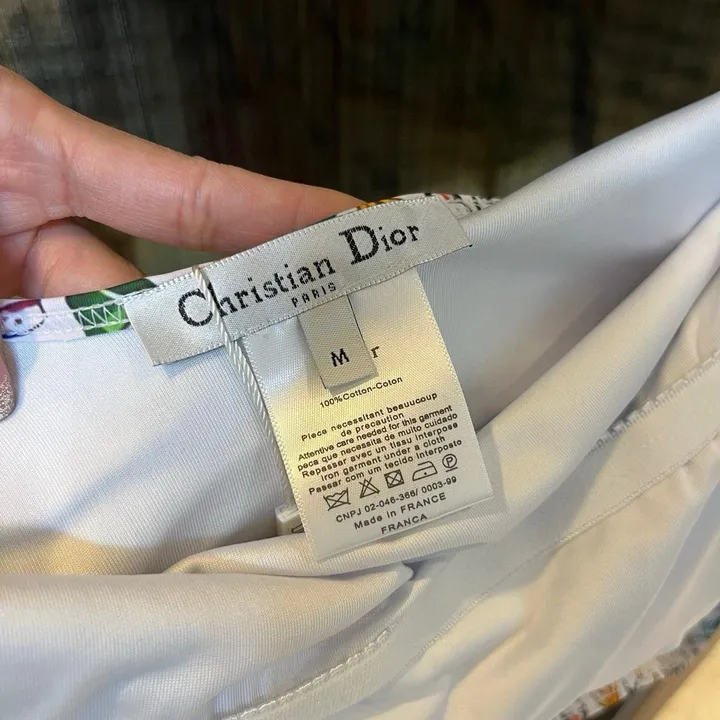 Christian Dior
PARIS
M
r
100%Cotton-Coton
Piece necessitant beauucoup
de precaution
Attentive care needed for this garment
peça que necessita de muito cuidado
Repasser avec un tissu interpose
iron garment under a cloth
Passar com um tecido interposto
P
CNPJ 02-046-366/ 0003-99
Made in FRANCE
FRANCA